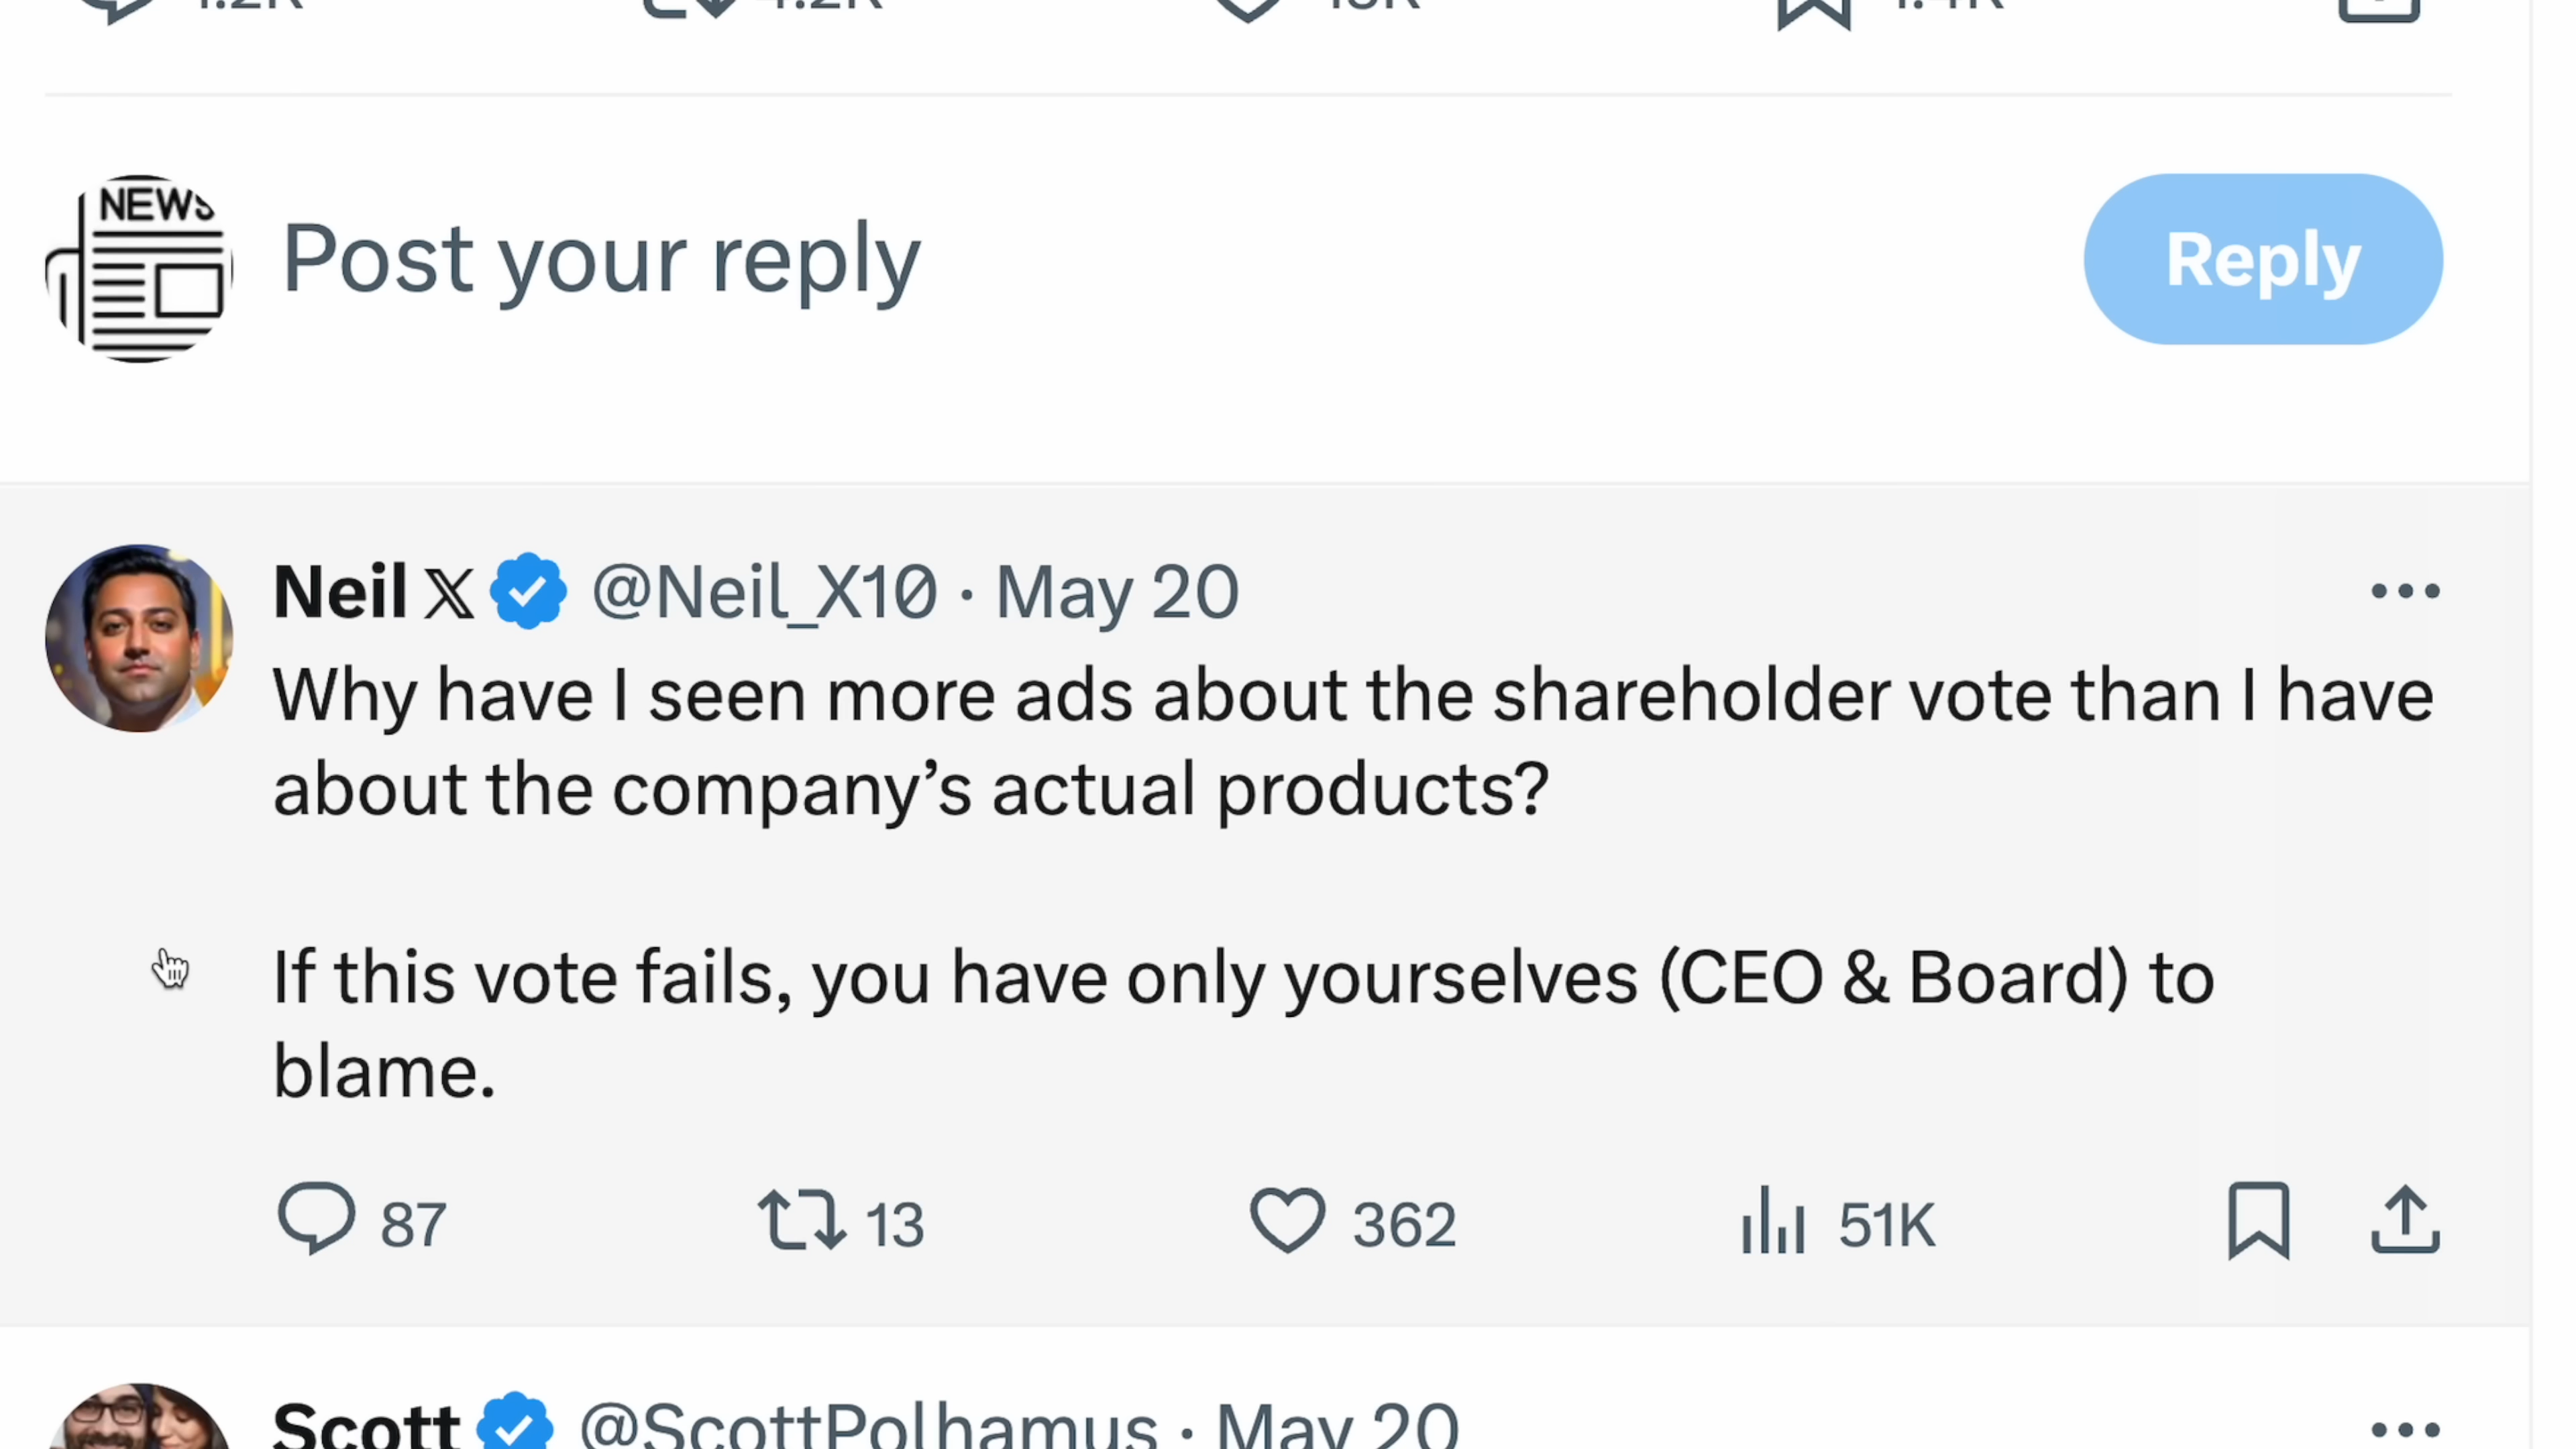 NEWS
Post your reply
Reply
Neil 𝕏 @Neil_X10 · May 20
Why have I seen more ads about the shareholder vote than I have
about the company’s actual products?
If this vote fails, you have only yourselves (CEO & Board) to
blame.
87 13 362 51K
Scott @ScottPolhamus · May 20